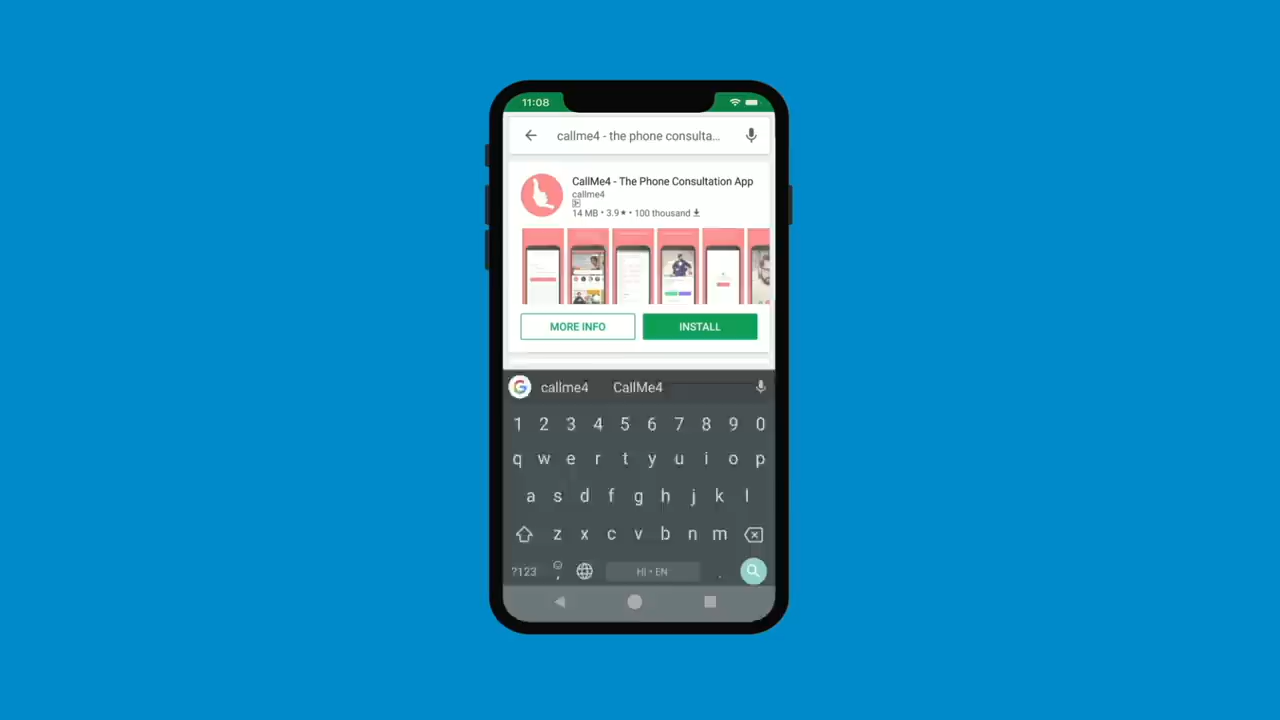 11:08
callme4 - the phone consulta...
CallMe4 - The Phone Consultation App
callme4
14 MB • 3.9 ★ • 100 thousand
MORE INFO
INSTALL
callme4 CallMe4
1 2 3 4 5 6 7 8 9 0
q w e r t y u i o p
a s d f g h j k l
z x c v b n m
?123 , HI • EN .